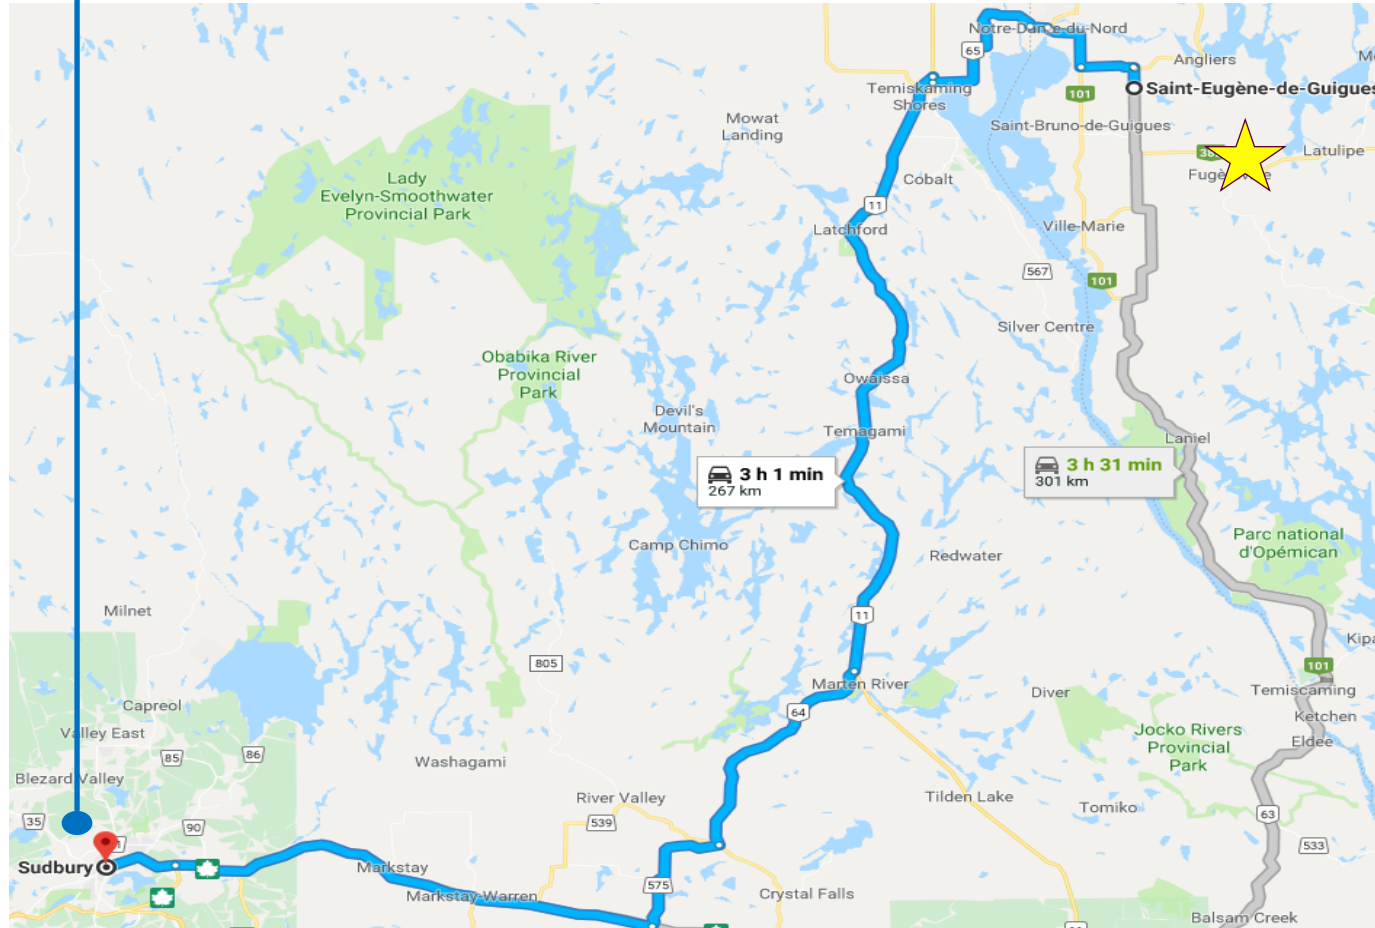 Notre-Dame-du-Nord
65
Angliers
Temiskaming
Shores
101
Saint-Eugène-de-Guigues
Mowat
Landing
Saint-Bruno-de-Guigues
Latulipe
Lady
Evelyn-Smoothwater
Provincial Park
Cobalt
11
Latchford
Ville-Marie
567
101
Silver Centre
Obabika River
Provincial
Park
Owaissa
Devil's
Mountain
Temagami
Laniel
3 h 1 min
267 km
3 h 31 min
301 km
Parc national
d'Opémican
Camp Chimo
Redwater
Milnet
11
805
101
Marten River
Diver
Temiscaming
Capreol
64
Ketchen
Valley East
Jocko Rivers
Provincial
Park
Eldee
85
86
Washagami
Blezard Valley
River Valley
Tilden Lake
Tomiko
35
90
539
63
533
Sudbury
Markstay
575
Markstay-Warren
Crystal Falls
Balsam Creek